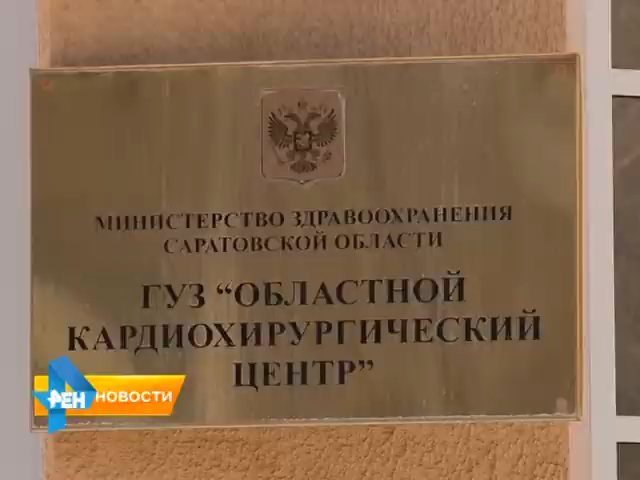 МИНИСТЕРСТВО ЗДРАВООХРАНЕНИЯ
САРАТОВСКОЙ ОБЛАСТИ
ГУЗ “ОБЛАСТНОЙ
КАРДИОХИРУРГИЧЕСКИЙ
ЦЕНТР”
РЕН НОВОСТИ